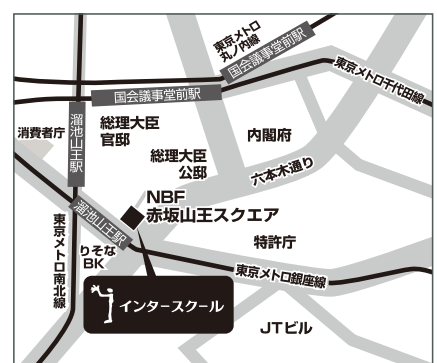 東京メトロ
丸ノ内線
国会議事堂前駅
東京メトロ千代田線
国会議事堂前駅
消費者庁
溜池山王駅
総理大臣
官邸
内閣府
総理大臣
公邸
六本木通り
NBF
赤坂山王スクエア
溜池山王駅
東京メトロ南北線
りそな
BK
特許庁
東京メトロ銀座線
インタースクール
JTビル